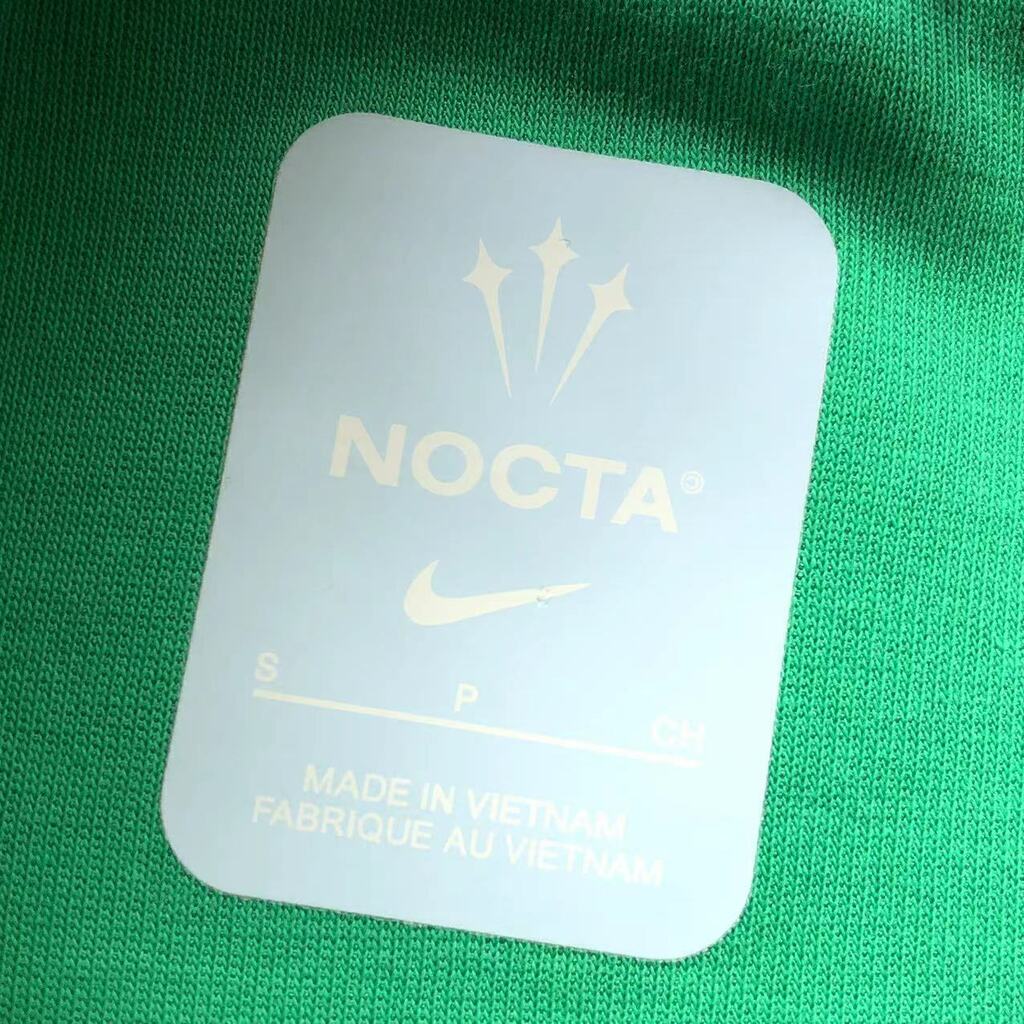 NOCTA©
S P CH
MADE IN VIETNAM
FABRIQUE AU VIETNAM